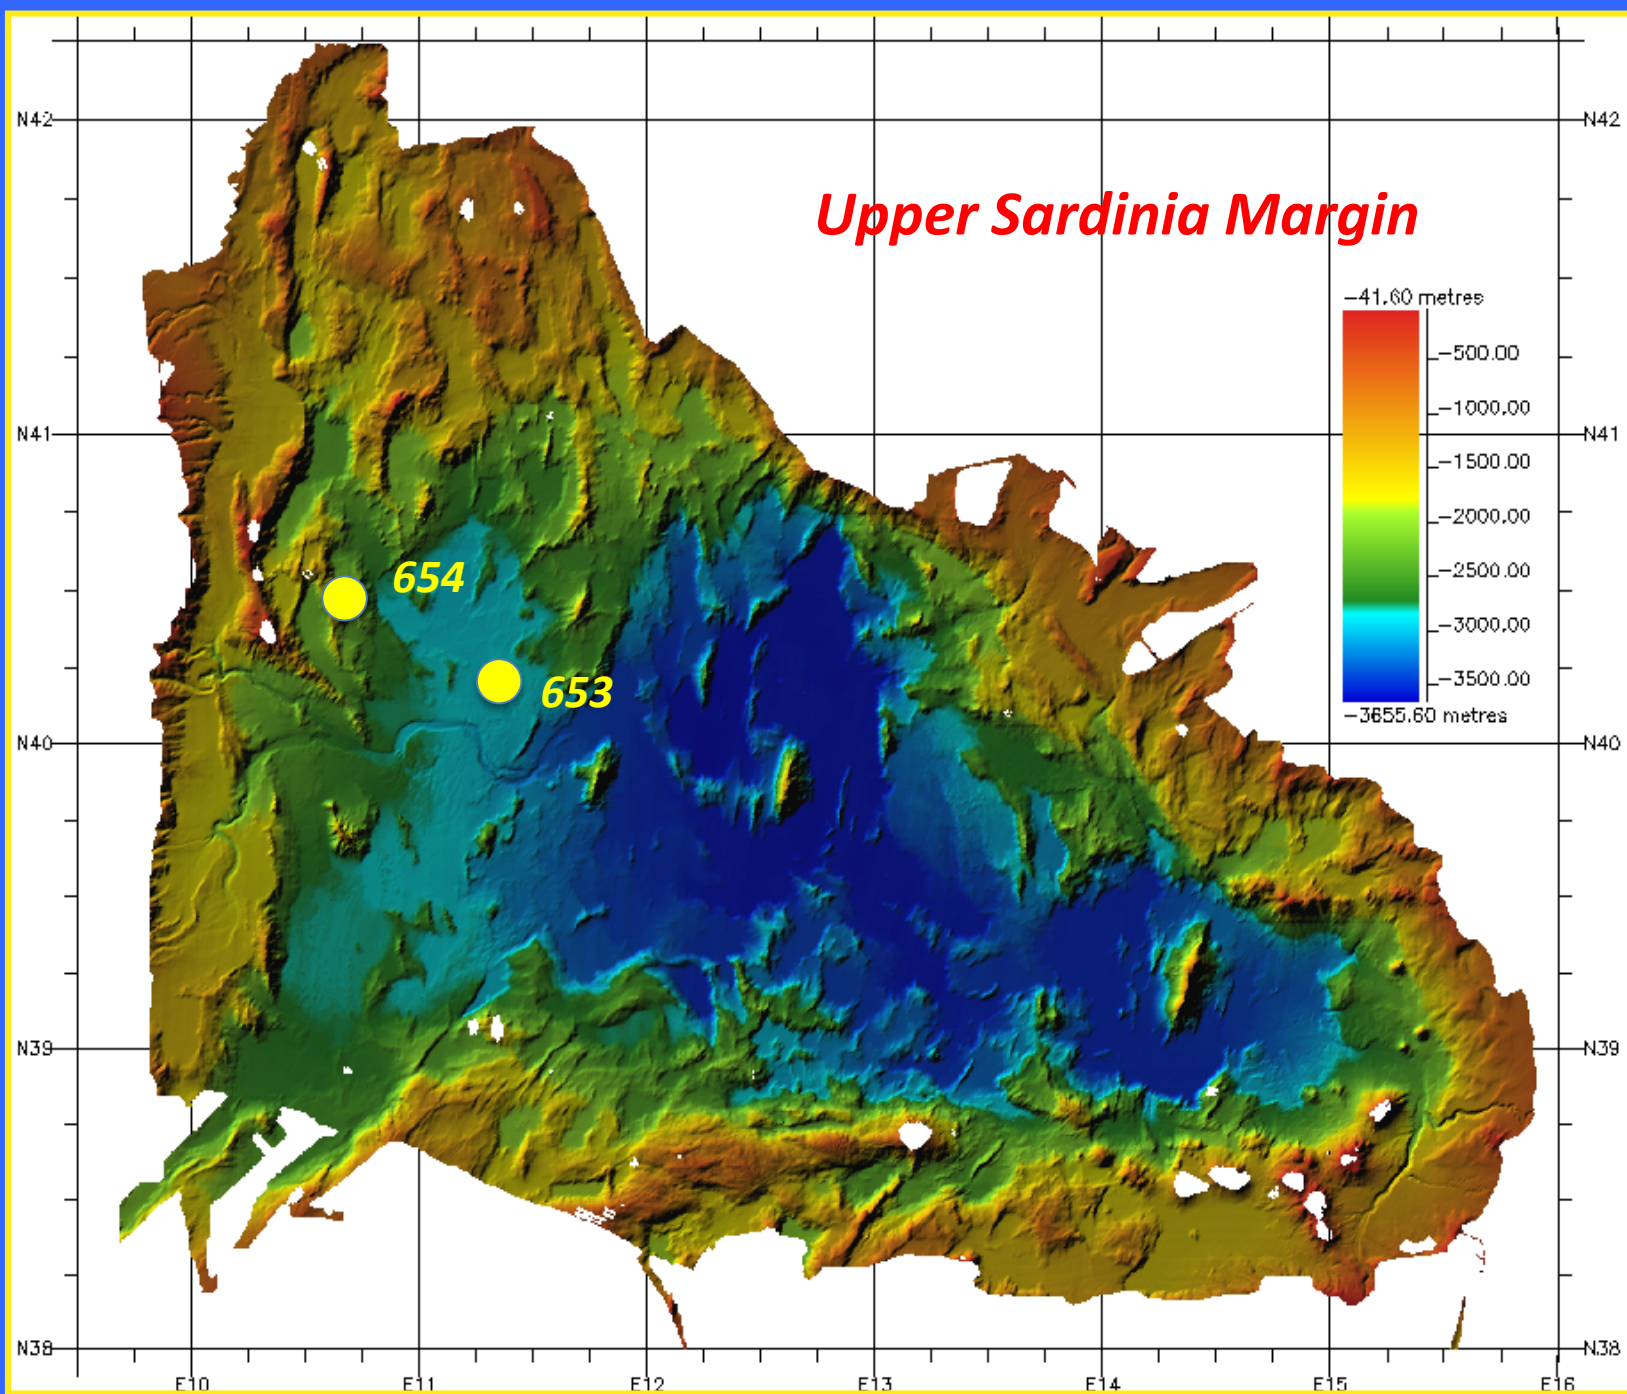 N42
N42
Upper Sardinia Margin
-41.60 metres
-500.00
-1000.00
N41
N41
-1500.00
-2000.00
654
-2500.00
-3000.00
653
-3500.00
-3655.60 metres
N40
N40
N39
N39
N38
N38
E10
E11
E12
E13
E14
E15
E16